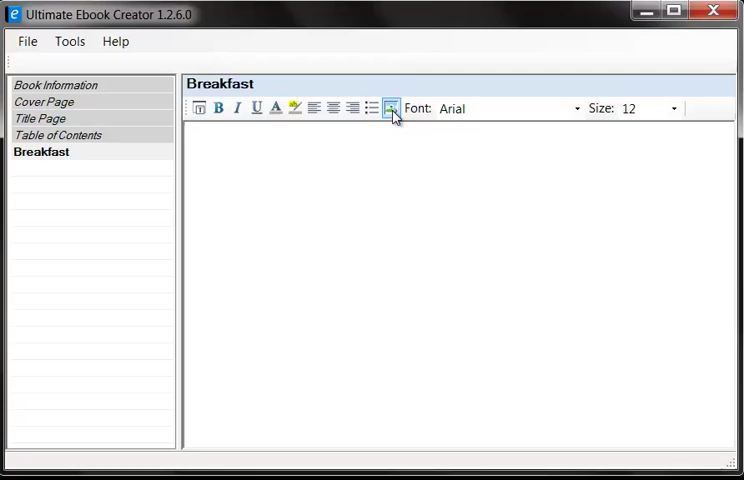 Ultimate Ebook Creator 1.2.6.0
File Tools Help
Book Information
Cover Page
Title Page
Table of Contents
Breakfast
Breakfast
B I U A Font: Arial Size: 12